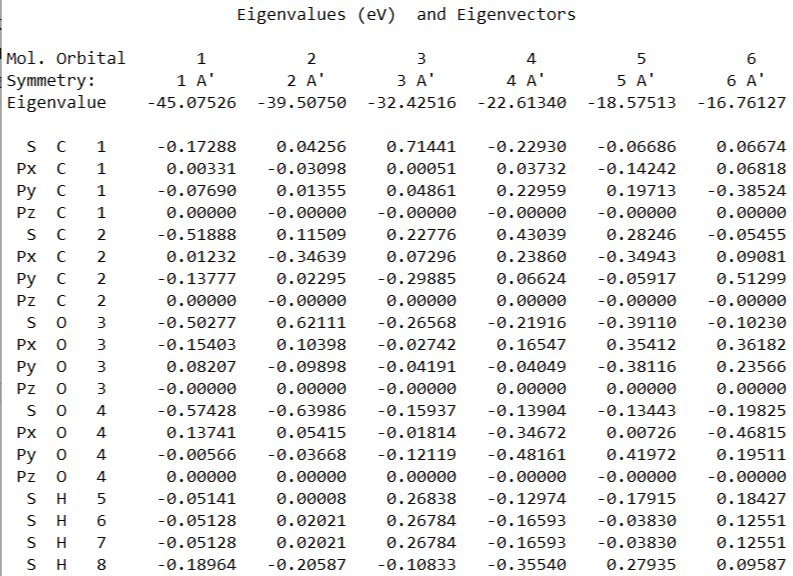 Eigenvalues (eV) and Eigenvectors
Mol. Orbital 1 2 3 4 5 6
Symmetry: 1 A' 2 A' 3 A' 4 A' 5 A' 6 A'
Eigenvalue -45.07526 -39.50750 -32.42516 -22.61340 -18.57513 -16.76127
S C 1 -0.17288 0.04256 0.71441 -0.22930 -0.06686 0.06674
Px C 1 0.00331 -0.03098 0.00051 0.03732 -0.14242 0.06818
Py C 1 -0.07690 0.01355 0.04861 0.22959 0.19713 -0.38524
Pz C 1 0.00000 -0.00000 -0.00000 -0.00000 -0.00000 0.00000
S C 2 -0.51888 0.11509 0.22776 0.43039 0.28246 -0.05455
Px C 2 0.01232 -0.34639 0.07296 0.23860 -0.34943 0.09081
Py C 2 -0.13777 0.02295 -0.29885 0.06624 -0.05917 0.51299
Pz C 2 0.00000 -0.00000 0.00000 0.00000 -0.00000 -0.00000
S O 3 -0.50277 0.62111 -0.26568 -0.21916 -0.39110 -0.10230
Px O 3 -0.15403 0.10398 -0.02742 0.16547 0.35412 0.36182
Py O 3 0.08207 -0.09898 -0.04191 -0.04049 -0.38116 0.23566
Pz O 3 -0.00000 0.00000 -0.00000 0.00000 0.00000 0.00000
S O 4 -0.57428 -0.63986 -0.15937 -0.13904 -0.13443 -0.19825
Px O 4 0.13741 0.05415 -0.01814 -0.34672 0.00726 -0.46815
Py O 4 -0.00566 -0.03668 -0.12119 -0.48161 0.41972 0.19511
Pz O 4 0.00000 0.00000 0.00000 -0.00000 -0.00000 -0.00000
S H 5 -0.05141 0.00008 0.26838 -0.12974 -0.17915 0.18427
S H 6 -0.05128 0.02021 0.26784 -0.16593 -0.03830 0.12551
S H 7 -0.05128 0.02021 0.26784 -0.16593 -0.03830 0.12551
S H 8 -0.18964 -0.20587 -0.10833 -0.35540 0.27935 0.09587